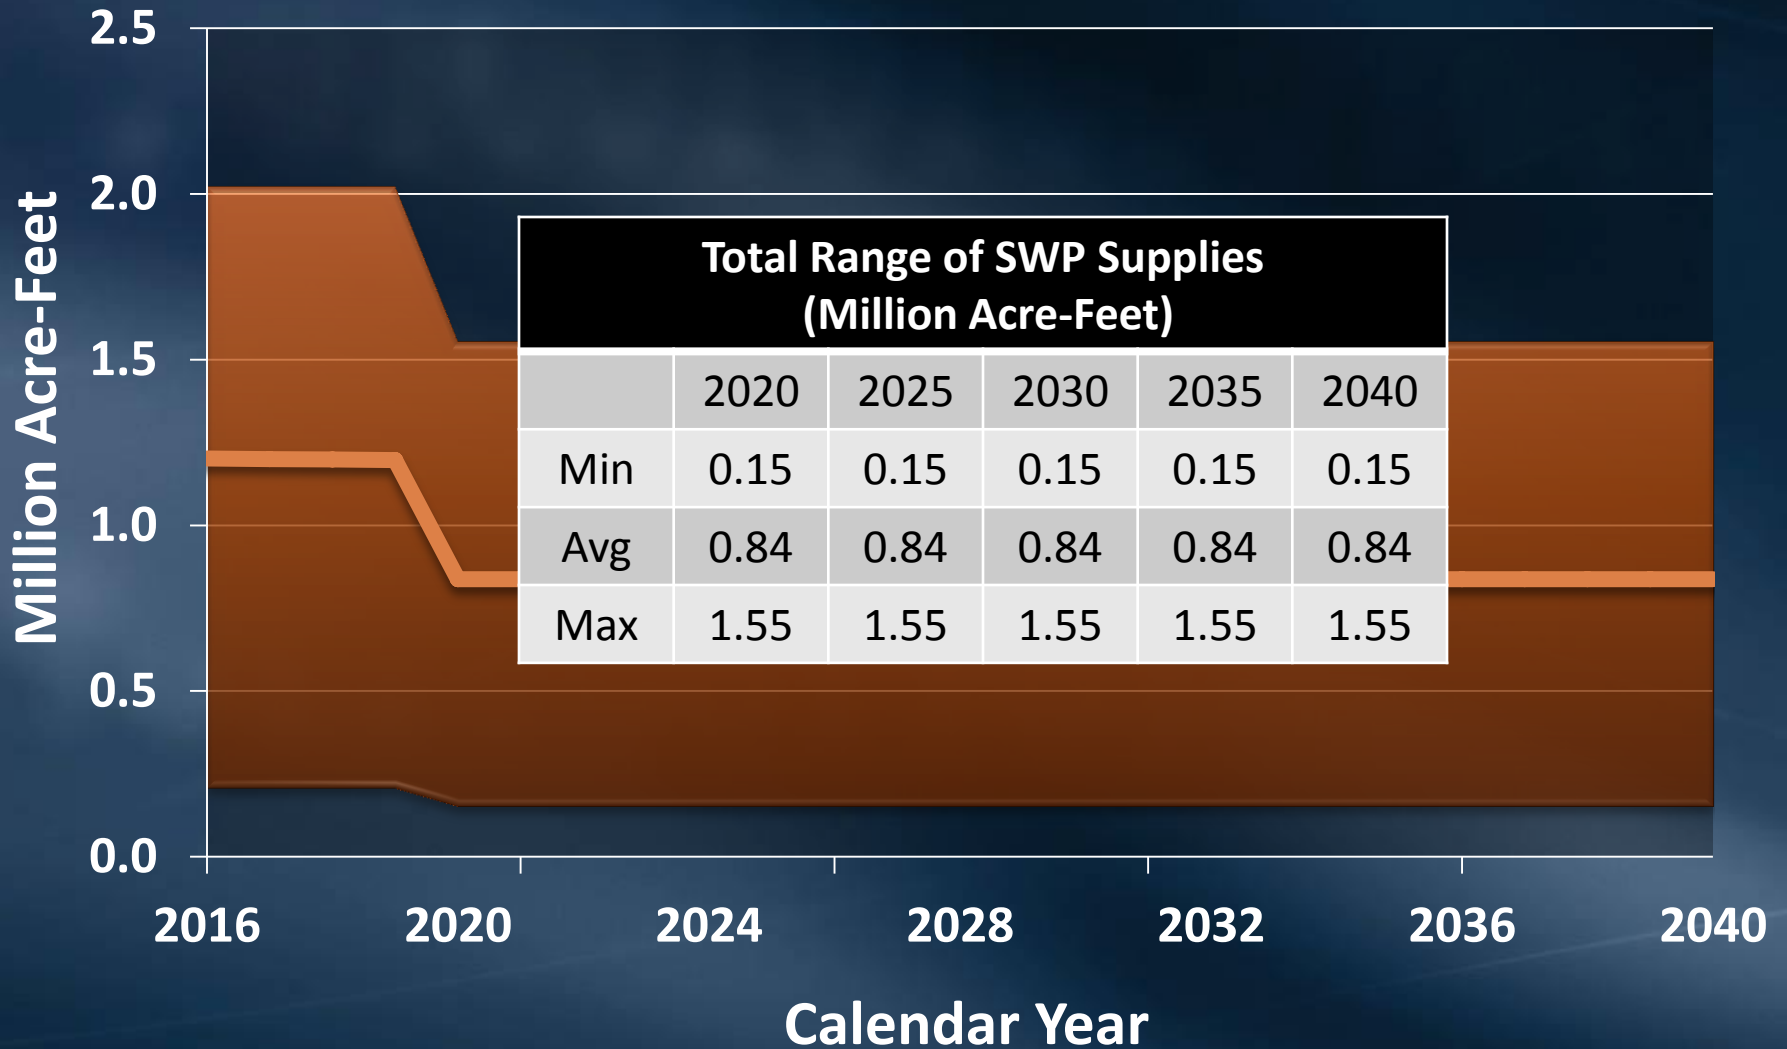 2.5
2.0
1.5
1.0
0.5
0.0
Million Acre-Feet
Total Range of SWP Supplies
(Million Acre-Feet)
2020 2025 2030 2035 2040
Min 0.15 0.15 0.15 0.15 0.15
Avg 0.84 0.84 0.84 0.84 0.84
Max 1.55 1.55 1.55 1.55 1.55
2016 2020 2024 2028 2032 2036 2040
Calendar Year